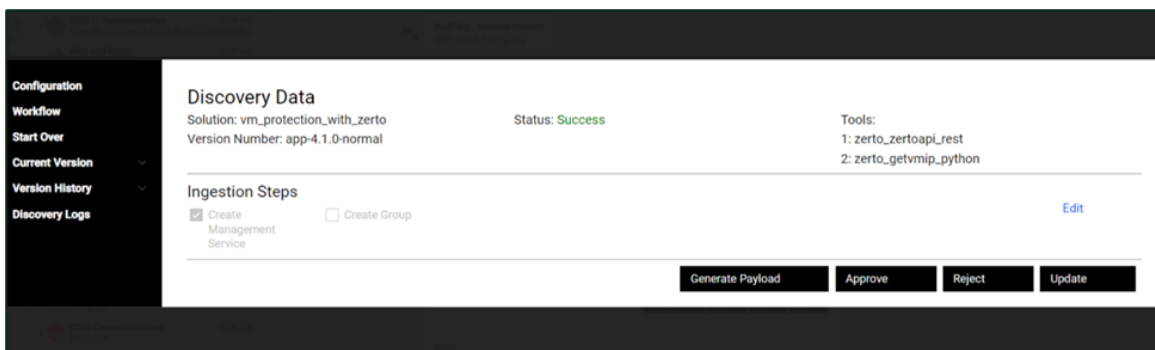 Configuration
Workflow
Start Over
Current Version
Version History
Discovery Logs
Discovery Data
Solution: vm_protection_with_zerto
Version Number: app-4.1.0-normal
Status: Success
Tools:
1: zerto_zertoapi_rest
2: zerto_getvmip_python
Ingestion Steps
Create
Management
Service
Create Group
Edit
Generate Payload
Approve
Reject
Update